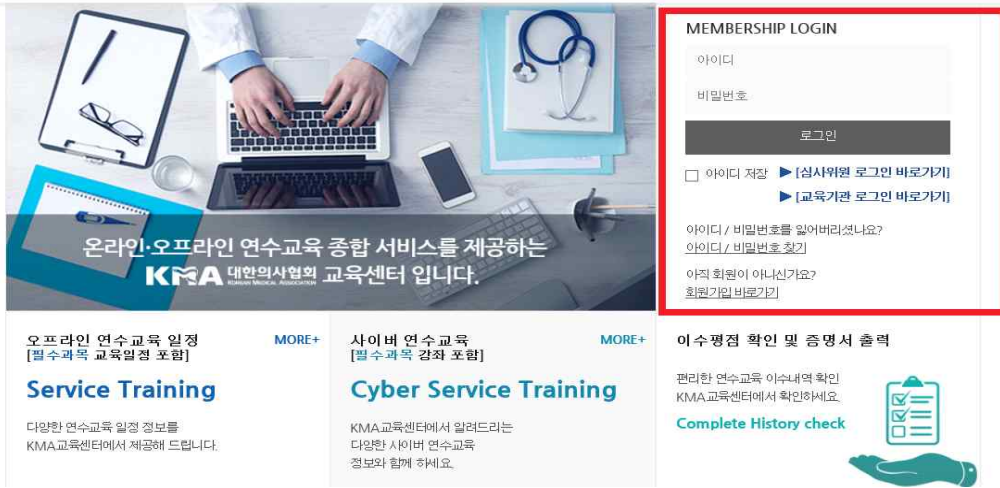 MEMBERSHIP LOGIN
아이디
비밀번호
로그인
아이디 저장 ▶ [심사위원 로그인 바로가기]
▶ [교육기관 로그인 바로가기]
아이디 / 비밀번호를 잃어버리셨나요?
아이디 / 비밀번호 찾기
아직 회원이 아니신가요?
회원가입 바로가기
온라인·오프라인 연수교육 종합 서비스를 제공하는
KMA 대한의사협회 KOREAN MEDICAL ASSOCIATION 교육센터 입니다.
오프라인 연수교육 일정 MORE+
[필수과목 교육일정 포함]
Service Training
다양한 연수교육 일정 정보를
KMA교육센터에서 제공해 드립니다.
사이버 연수교육 MORE+
[필수과목 강좌 포함]
Cyber Service Training
KMA교육센터에서 알려드리는
다양한 사이버 연수교육
정보와 함께 하세요.
이수평점 확인 및 증명서 출력
편리한 연수교육 이수내역 확인
KMA교육센터에서 확인하세요.
Complete History check